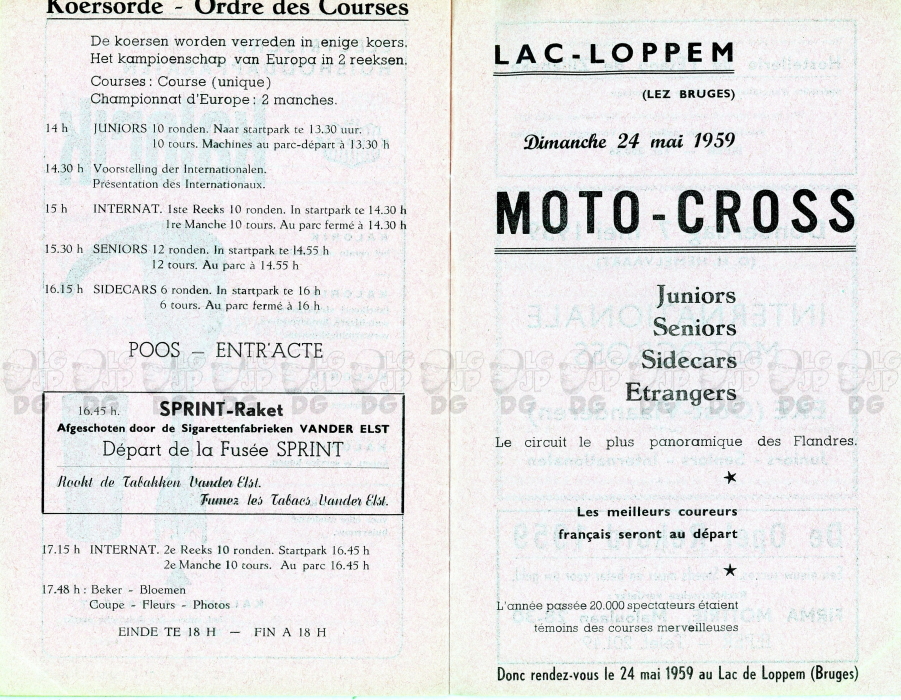 Koersorde - Ordre des Courses
De koersen worden verreden in enige koers.
Het kampioenschap van Europa in 2 reeksen.
Courses : Course (unique)
Championnat d'Europe : 2 manches.
14 h JUNIORS 10 ronden. Naar startpark te 13.30 uur.
10 tours. Machines au parc-départ à 13.30 h
14.30 h Voorstelling der Internationalen.
Présentation des Internationaux.
15 h INTERNAT. 1ste Reeks 10 ronden. In startpark te 14.30 h
1re Manche 10 tours. Au parc fermé à 14.30 h
15.30 h SENIORS 12 ronden. In startpark te 14.55 h
12 tours. Au parc à 14.55 h
16.15 h SIDECARS 6 ronden. In startpark te 16 h
6 tours. Au parc fermé à 16 h
POOS — ENTR'ACTE
16.45 h. SPRINT-Raket
Afgeschoten door de Sigarettenfabrieken VANDER ELST
Départ de la Fusée SPRINT
Rookt de Tabakken Vander Elst.
Fumez les Tabacs Vander Elst.
17.15 h INTERNAT. 2e Reeks 10 ronden. Startpark 16.45 h
2e Manche 10 tours. Au parc 16.45 h
17.48 h : Beker - Bloemen
Coupe - Fleurs - Photos
EINDE TE 18 H — FIN A 18 H
LAC-LOPPEM
(LEZ BRUGES)
Dimanche 24 mai 1959
MOTO-CROSS
Juniors
Seniors
Sidecars
Etrangers
Le circuit le plus panoramique des Flandres.
Les meilleurs coureurs
français seront au départ
L'année passée 20.000 spectateurs étaient
témoins des courses merveilleuses
Donc rendez-vous le 24 mai 1959 au Lac de Loppem (Bruges)